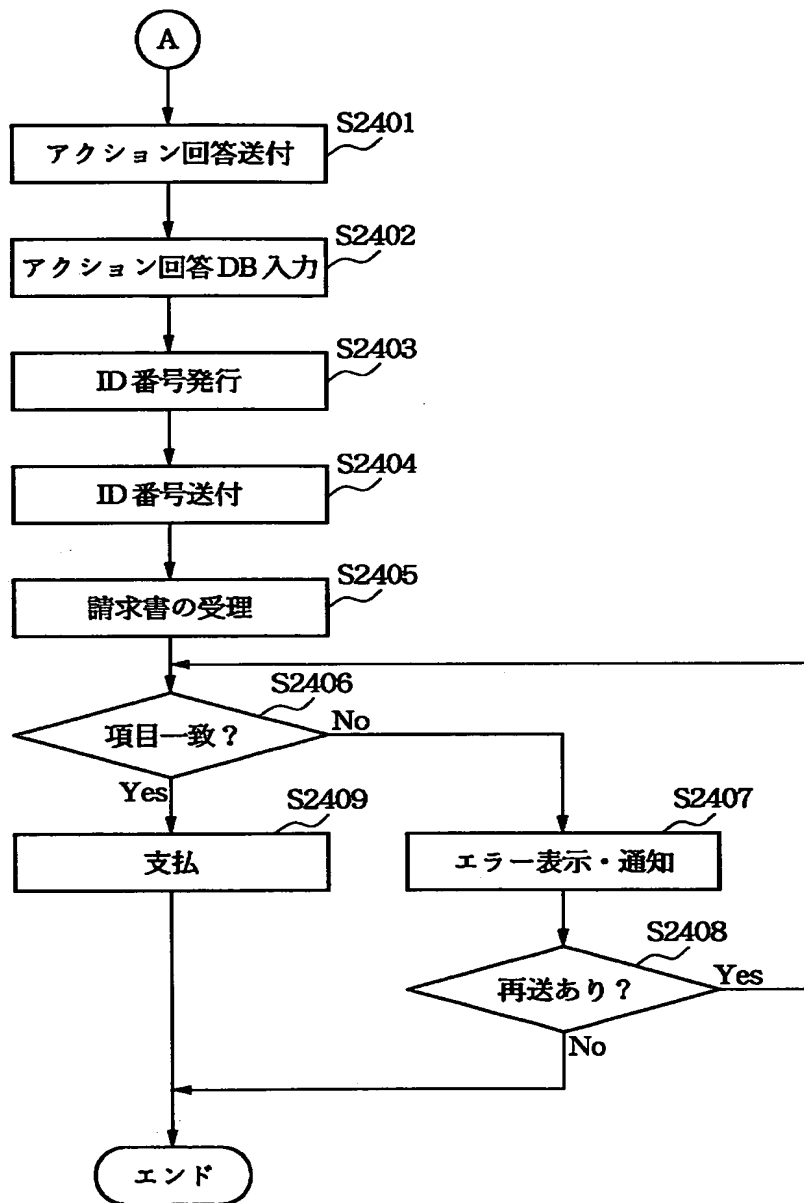 A
S2401
アクション回答送付
S2402
アクション回答DB入力
S2403
ID番号発行
S2404
ID番号送付
S2405
請求書の受理
S2406
項目一致？
No
Yes
S2409
支払
S2407
エラー表示・通知
S2408
再送あり？
Yes
No
エンド